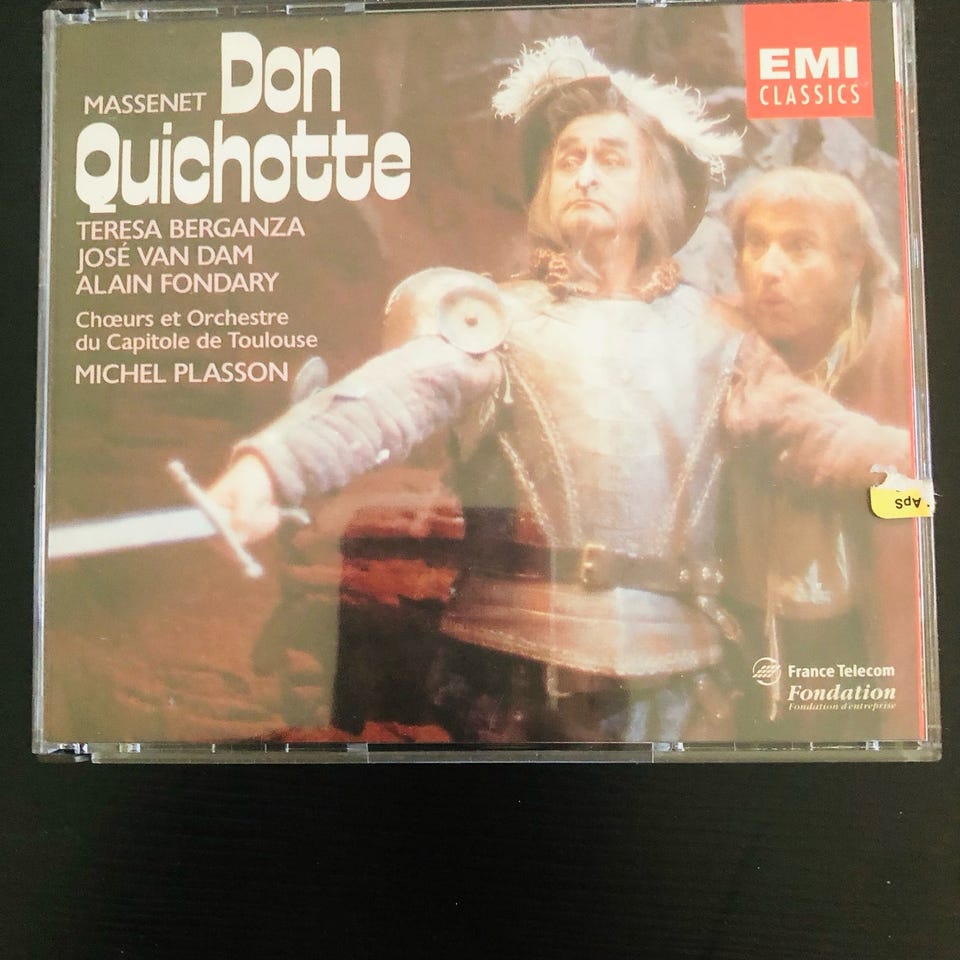 MASSENET Don
Quichotte
TERESA BERGANZA
JOSÉ VAN DAM
ALAIN FONDARY
Chœurs et Orchestre
du Capitole de Toulouse
MICHEL PLASSON
EMI
CLASSICS
ApS
France Telecom
Fondation
Fondation d'entreprise